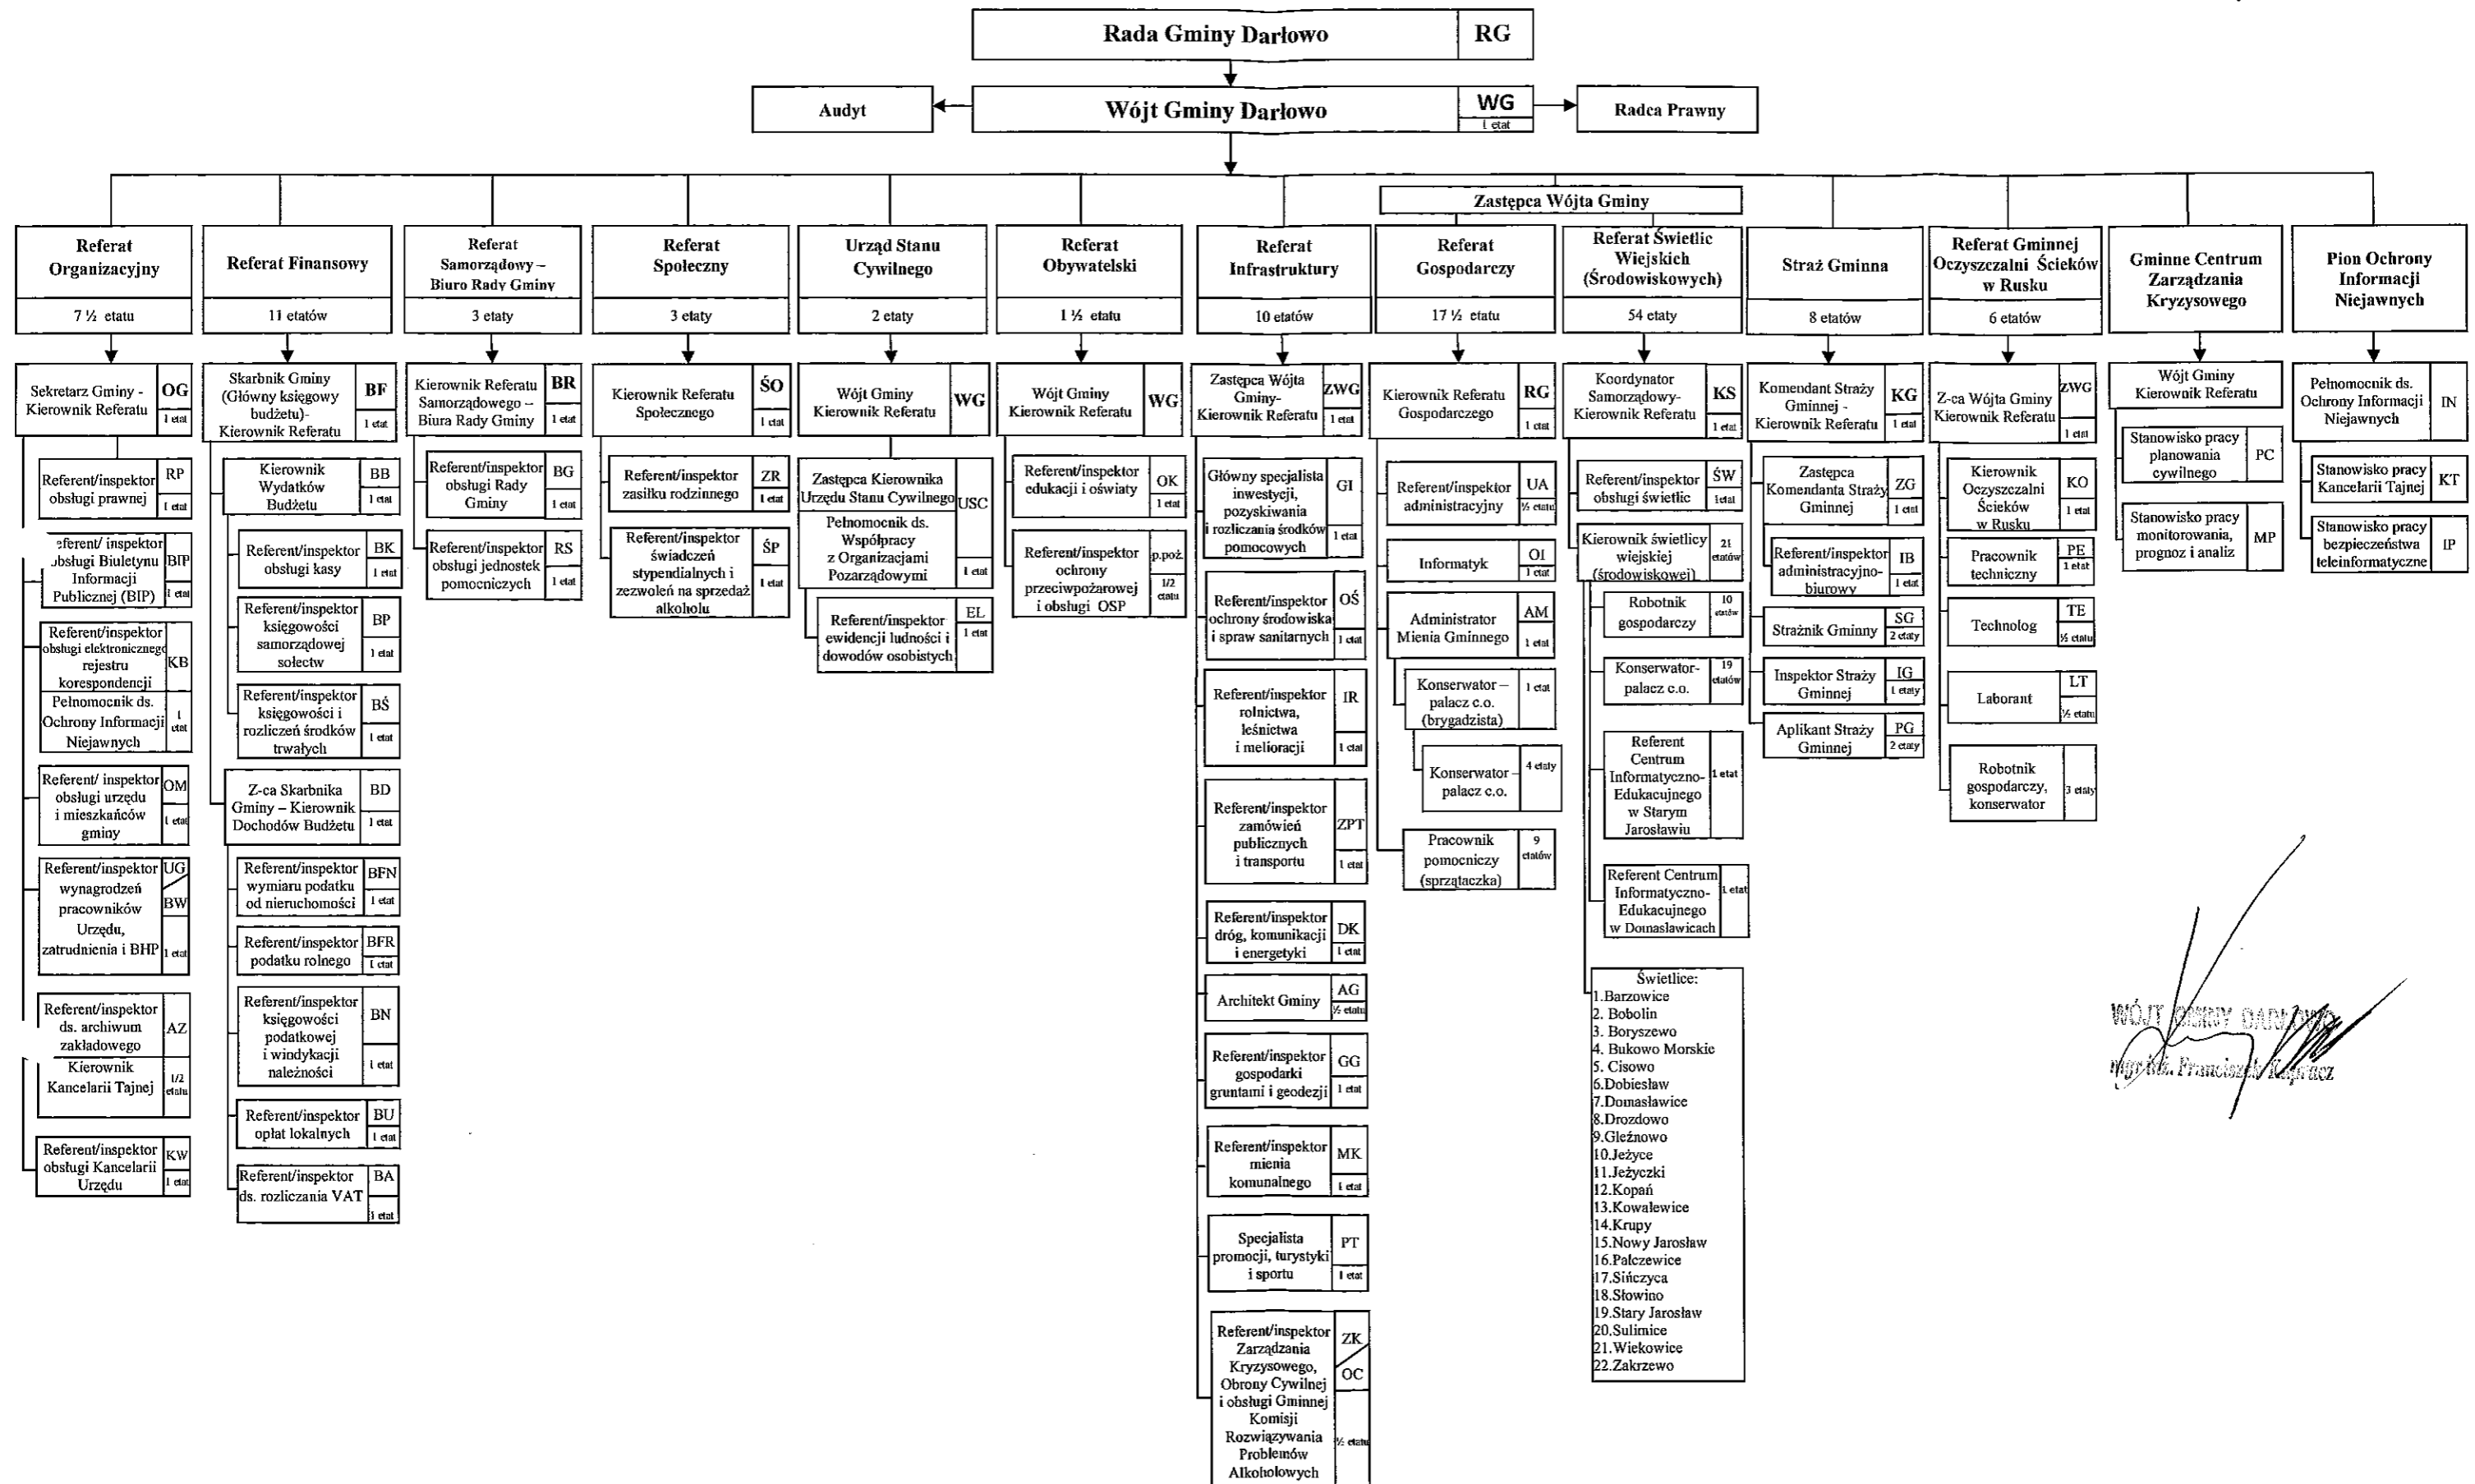 Rada Gminy Darłowo
RG
Audyt
Wójt Gminy Darłowo
WG
1 etat
Radca Prawny
Zastępca Wójta Gminy
Referat
Organizacyjny
7 ½ etatu
Sekretarz Gminy -
Kierownik Referatu
OG
1 etat
Referent/inspektor
obsługi prawnej
RP
1 etat
eferent/ inspektor
obsługi Biuletynu
Informacji
Publicznej (BIP)
BIP
1 etat
Referent/inspektor
obsługi elektronicznego
rejestru
korespondencji
KB
Pełnomocnik ds.
Ochrony Informacji
Niejawnych
1
etat
Referent/ inspektor
obsługi urzędu
i mieszkańców
gminy
OM
1 etat
Referent/inspektor
wynagrodzeń
pracowników
Urzędu,
zatrudnienia i BHP
UG
BW
1 etat
Referent/inspektor
ds. archiwum
zakładowego
AZ
Kierownik
Kancelarii Tajnej
1/2
etatu
Referent/inspektor
obsługi Kancelarii
Urzędu
KW
1 etat
Referat Finansowy
11 etatów
Skarbnik Gminy
(Główny księgowy
budżetu)-
Kierownik Referatu
BF
1 etat
Kierownik
Wydatków
Budżetu
BB
1 etat
Referent/inspektor
obsługi kasy
BK
1 etat
Referent/inspektor
księgowości
samorządowej
sołectw
BP
1 etat
Referent/inspektor
księgowości i
rozliczeń środków
trwałych
BŚ
1 etat
Z-ca Skarbnika
Gminy – Kierownik
Dochodów Budżetu
BD
1 etat
Referent/inspektor
wymiaru podatku
od nieruchomości
BFN
1 etat
Referent/inspektor
podatku rolnego
BFR
1 etat
Referent/inspektor
księgowości
podatkowej
i windykacji
należności
BN
1 etat
Referent/inspektor
opłat lokalnych
BU
1 etat
Referent/inspektor
ds. rozliczania VAT
BA
1 etat
Referat
Samorządowy –
Biuro Rady Gminy
3 etaty
Kierownik Referatu
Samorządowego –
Biura Rady Gminy
BR
1 etat
Referent/inspektor
obsługi Rady
Gminy
BG
1 etat
Referent/inspektor
obsługi jednostek
pomocniczych
RS
1 etat
Referat
Społeczny
3 etaty
Kierownik Referatu
Społecznego
ŚO
1 etat
Referent/inspektor
zasiłku rodzinnego
ZR
1 etat
Referent/inspektor
świadczeń
stypendialnych i
zezwoleń na sprzedaż
alkoholu
ŚP
1 etat
Urząd Stanu
Cywilnego
2 etaty
Wójt Gminy
Kierownik Referatu
WG
Zastępca Kierownika
Urzędu Stanu Cywilnego
USC
Pełnomocnik ds.
Współpracy
z Organizacjami
Pozarządowymi
1 etat
Referent/inspektor
ewidencji ludności i
dowodów osobistych
EL
1 etat
Referat
Obywatelski
1 ½ etatu
Wójt Gminy
Kierownik Referatu
WG
Referent/inspektor
edukacji i oświaty
OK
1 etat
Referent/inspektor
ochrony
przeciwpożarowej
i obsługi OSP
p.poż.
1/2
etatu
Referat
Infrastruktury
10 etatów
Zastępca Wójta
Gminy-
Kierownik Referatu
ZWG
1 etat
Główny specjalista
inwestycji,
pozyskiwania
i rozliczania środków
pomocowych
GI
1 etat
Referent/inspektor
ochrony środowiska
i spraw sanitarnych
OŚ
1 etat
Referent/inspektor
rolnictwa,
leśnictwa
i melioracji
IR
1 etat
Referent/inspektor
zamówień
publicznych
i transportu
ZPT
1 etat
Referent/inspektor
dróg, komunikacji
i energetyki
DK
1 etat
Architekt Gminy
AG
½ etatu
Referent/inspektor
gospodarki
gruntami i geodezji
GG
1 etat
Referent/inspektor
mienia
komunalnego
MK
1 etat
Specjalista
promocji, turystyki
i sportu
PT
1 etat
Referent/inspektor
Zarządzania
Kryzysowego,
Obrony Cywilnej
i obsługi Gminnej
Komisji
Rozwiązywania
Problemów
Alkoholowych
ZK
OC
½ etatu
Referat
Gospodarczy
17 ½ etatu
Kierownik Referatu
Gospodarczego
RG
1 etat
Referent/inspektor
administracyjny
UA
½ etatu
Informatyk
OI
1 etat
Administrator
Mienia Gminnego
AM
1 etat
Konserwator –
palacz c.o.
(brygadzista)
1 etat
Konserwator –
palacz c.o.
4 etaty
Pracownik
pomocniczy
(sprzątaczka)
9
etatów
Referat Świetlic
Wiejskich
(Środowiskowych)
54 etaty
Koordynator
Samorządowy-
Kierownik Referatu
KS
1 etat
Referent/inspektor
obsługi świetlic
ŚW
1etat
Kierownik świetlicy
wiejskiej
(środowiskowej)
21
etatów
Robotnik
gospodarczy
10
etatów
Konserwator-
palacz c.o.
19
etatów
Referent
Centrum
Informatyczno-
Edukacyjnego
w Starym
Jarosławiu
1 etat
Referent Centrum
Informatyczno-
Edukacujnego
w Domasławicach
1 etat
Świetlice:
1.Barzowice
2. Bobolin
3. Boryszewo
4. Bukowo Morskie
5. Cisowo
6.Dobiesław
7.Domasławice
8.Drozdowo
9.Gleźnowo
10.Jeżyce
11.Jeżyczki
12.Kopań
13.Kowalewice
14.Krupy
15.Nowy Jarosław
16.Palczewice
17.Sińczyca
18.Słowino
19.Stary Jarosław
20.Sulimice
21.Wiekowice
22.Zakrzewo
Straż Gminna
8 etatów
Komendant Straży
Gminnej -
Kierownik Referatu
KG
1 etat
Zastępca
Komendanta Straży
Gminnej
ZG
1 etat
Referent/inspektor
administracyjno-
biurowy
IB
1 etat
Strażnik Gminny
SG
2 etaty
Inspektor Straży
Gminnej
IG
1 etaty
Aplikant Straży
Gminnej
PG
2 etaty
Referat Gminnej
Oczyszczalni Ścieków
w Rusku
6 etatów
Z-ca Wójta Gminy
Kierownik Referatu
ZWG
1 etat
Kierownik
Oczyszczalni
Ścieków
w Rusku
KO
1 etat
Pracownik
techniczny
PE
1 etat
Technolog
TE
½ etatu
Laborant
LT
½ etatu
Robotnik
gospodarczy,
konserwator
3 etaty
Gminne Centrum
Zarządzania
Kryzysowego
Wójt Gminy
Kierownik Referatu
Stanowisko pracy
planowania
cywilnego
PC
Stanowisko pracy
monitorowania,
prognoz i analiz
MP
Pion Ochrony
Informacji
Niejawnych
Pełnomocnik ds.
Ochrony Informacji
Niejawnych
IN
Stanowisko pracy
Kancelarii Tajnej
KT
Stanowisko pracy
bezpieczeństwa
teleinformatyczne
IP
WÓJT GMINY DARŁOWO
mgr inż. Franciszek Kupracz